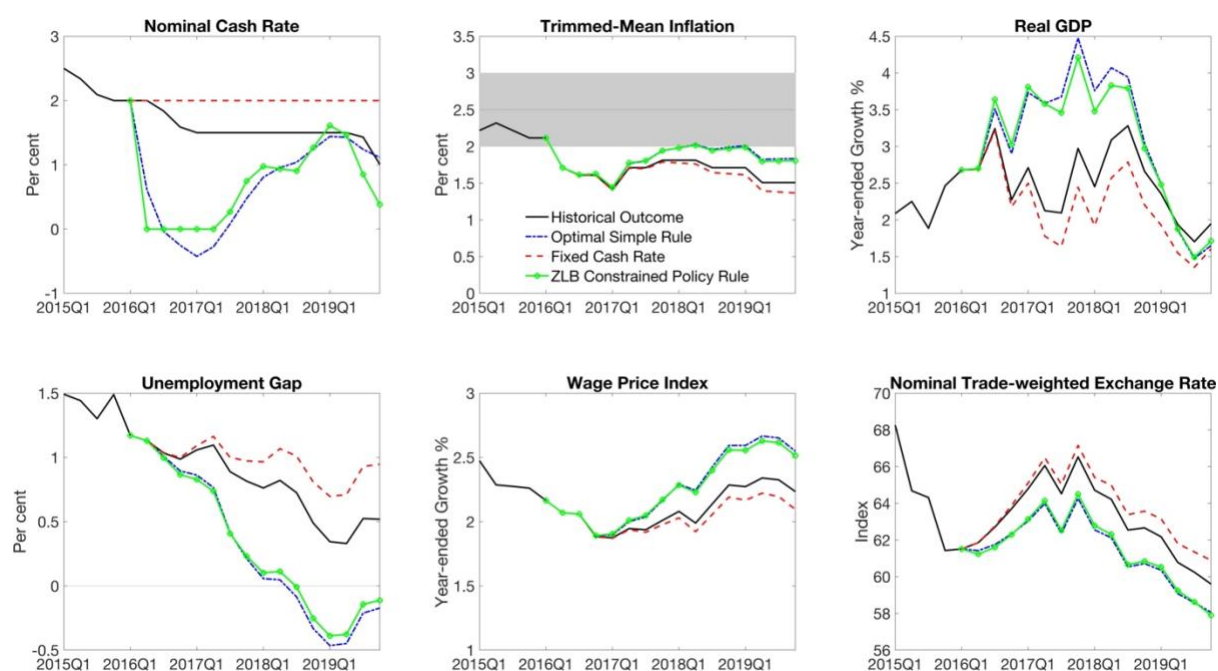 Nominal Cash Rate
3
2
1
0
-1
Per cent
2015Q1 2016Q1 2017Q1 2018Q1 2019Q1
Trimmed-Mean Inflation
3.5
3
2.5
2
1.5
1
0.5
0
Per cent
Historical Outcome
Optimal Simple Rule
Fixed Cash Rate
ZLB Constrained Policy Rule
2015Q1 2016Q1 2017Q1 2018Q1 2019Q1
Real GDP
4.5
4
3.5
3
2.5
2
1.5
1
Year-ended Growth %
2015Q1 2016Q1 2017Q1 2018Q1 2019Q1
Unemployment Gap
1.5
1
0.5
0
-0.5
Per cent
2015Q1 2016Q1 2017Q1 2018Q1 2019Q1
Wage Price Index
3
2.5
2
1.5
1
Year-ended Growth %
2015Q1 2016Q1 2017Q1 2018Q1 2019Q1
Nominal Trade-weighted Exchange Rate
70
68
66
64
62
60
58
56
Index
2015Q1 2016Q1 2017Q1 2018Q1 2019Q1